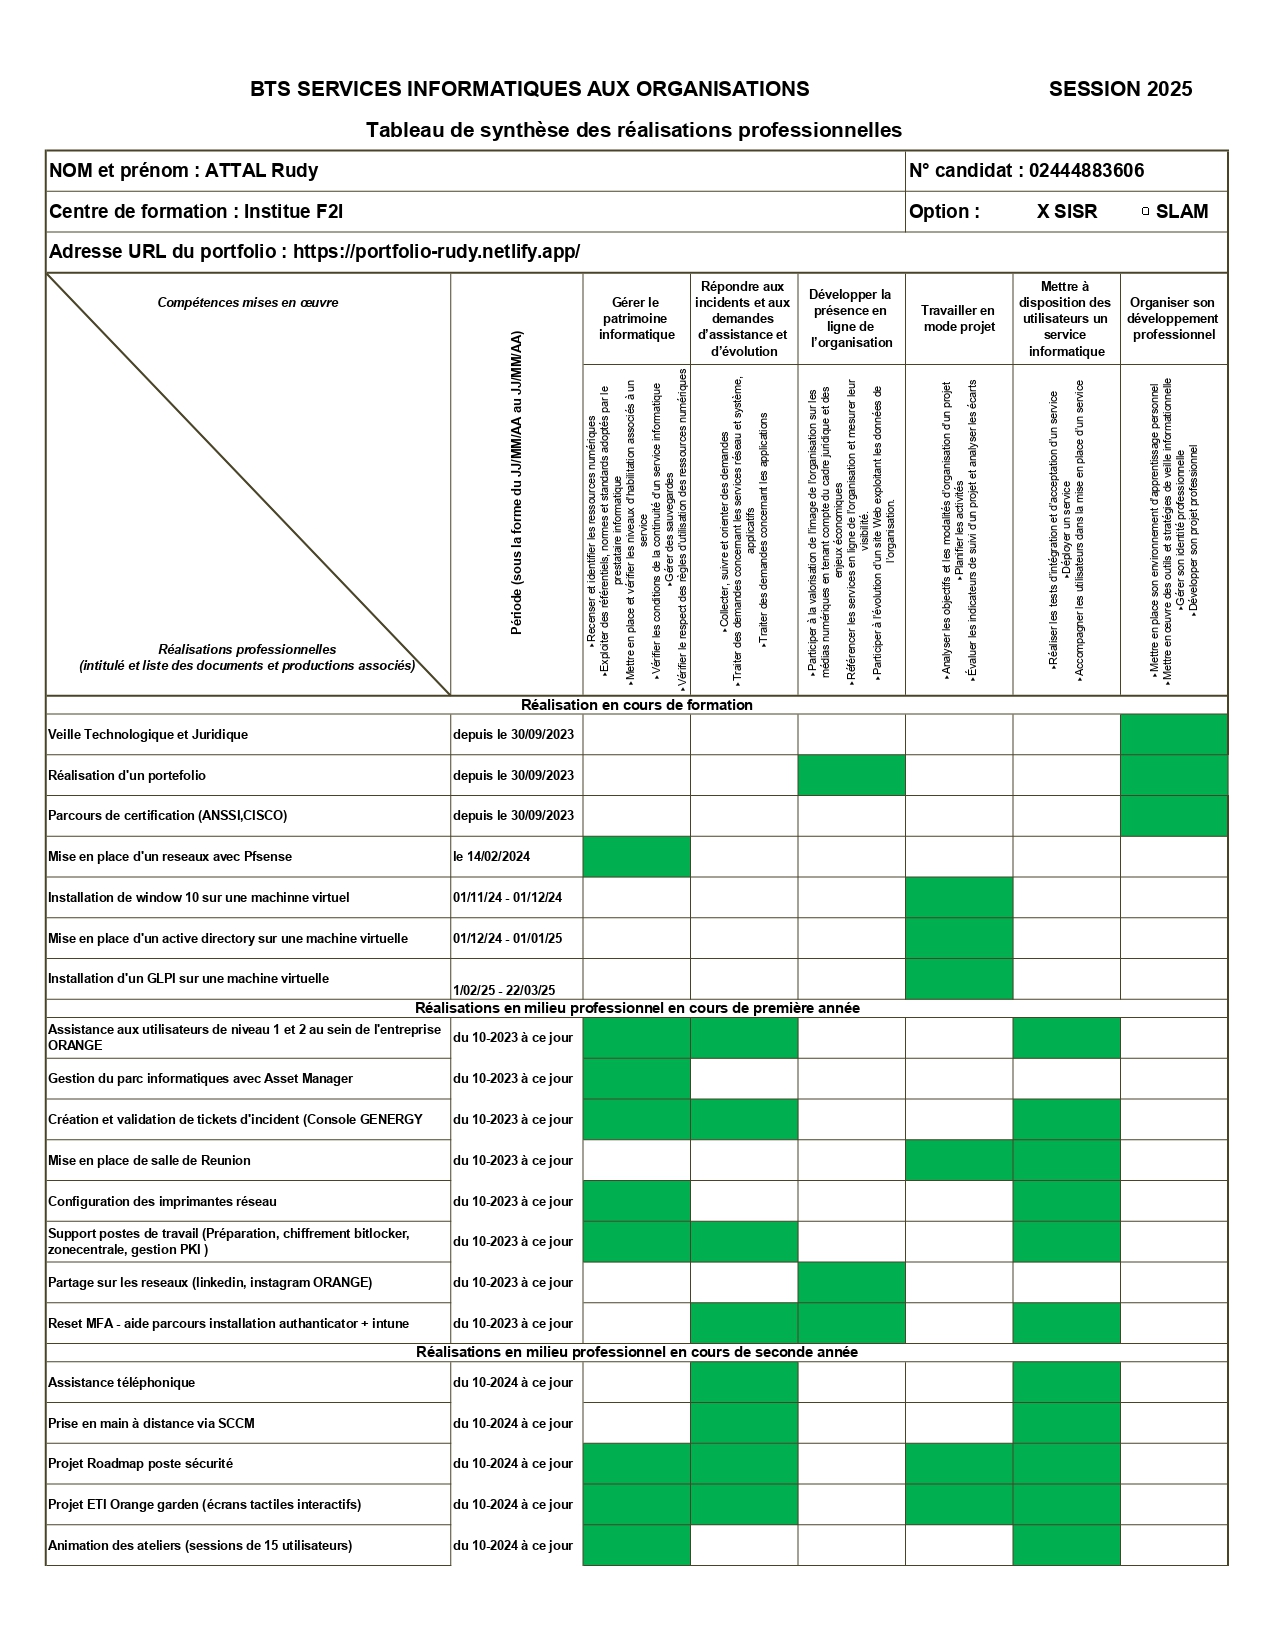 BTS SERVICES INFORMATIQUES AUX ORGANISATIONS SESSION 2025
Tableau de synthèse des réalisations professionnelles
NOM et prénom : ATTAL Rudy N° candidat : 02444883606
Centre de formation : Institue F2I Option : X SISR □ SLAM
Adresse URL du portfolio : https://portfolio-rudy.netlify.app/
Compétences mises en œuvre
Réalisations professionnelles
(intitulé et liste des documents et productions associés)
Période (sous la forme du JJ/MM/AA au JJ/MM/AA)
Gérer le
patrimoine
informatique
Répondre aux
incidents et aux
demandes
d'assistance et
d'évolution
Développer la
présence en
ligne de
l'organisation
Travailler en
mode projet
Mettre à
disposition des
utilisateurs un
service
informatique
Organiser son
développement
professionnel
‣Recenser et identifier les ressources numériques
‣Exploiter des référentiels, normes et standards adoptés par le
prestataire informatique
‣Mettre en place et vérifier les niveaux d'habilitation associés à un
service
‣Vérifier les conditions de la continuité d'un service informatique
‣Gérer des sauvegardes
‣Vérifier le respect des règles d'utilisation des ressources numériques
‣Collecter, suivre et orienter des demandes
‣Traiter des demandes concernant les services réseau et système,
applicatifs
‣Traiter des demandes concernant les applications
‣Participer à la valorisation de l'image de l'organisation sur les
médias numériques en tenant compte du cadre juridique et des
enjeux économiques
‣Référencer les services en ligne de l'organisation et mesurer leur
visibilité.
‣Participer à l'évolution d'un site Web exploitant les données de
l'organisation.
‣Analyser les objectifs et les modalités d'organisation d'un projet
‣Planifier les activités
‣Évaluer les indicateurs de suivi d'un projet et analyser les écarts
‣Réaliser les tests d'intégration et d'acceptation d'un service
‣Déployer un service
‣Accompagner les utilisateurs dans la mise en place d'un service
‣Mettre en place son environnement d'apprentissage personnel
‣Mettre en œuvre des outils et stratégies de veille informationnelle
‣Gérer son identité professionnelle
‣Développer son projet professionnel
Réalisation en cours de formation
Veille Technologique et Juridique depuis le 30/09/2023
Réalisation d'un portefolio depuis le 30/09/2023
Parcours de certification (ANSSI,CISCO) depuis le 30/09/2023
Mise en place d'un reseaux avec Pfsense le 14/02/2024
Installation de window 10 sur une machinne virtuel 01/11/24 - 01/12/24
Mise en place d'un active directory sur une machine virtuelle 01/12/24 - 01/01/25
Installation d'un GLPI sur une machine virtuelle 1/02/25 - 22/03/25
Réalisations en milieu professionnel en cours de première année
Assistance aux utilisateurs de niveau 1 et 2 au sein de l'entreprise
ORANGE du 10-2023 à ce jour
Gestion du parc informatiques avec Asset Manager du 10-2023 à ce jour
Création et validation de tickets d'incident (Console GENERGY du 10-2023 à ce jour
Mise en place de salle de Reunion du 10-2023 à ce jour
Configuration des imprimantes réseau du 10-2023 à ce jour
Support postes de travail (Préparation, chiffrement bitlocker,
zonecentrale, gestion PKI ) du 10-2023 à ce jour
Partage sur les reseaux (linkedin, instagram ORANGE) du 10-2023 à ce jour
Reset MFA - aide parcours installation authanticator + intune du 10-2023 à ce jour
Réalisations en milieu professionnel en cours de seconde année
Assistance téléphonique du 10-2024 à ce jour
Prise en main à distance via SCCM du 10-2024 à ce jour
Projet Roadmap poste sécurité du 10-2024 à ce jour
Projet ETI Orange garden (écrans tactiles interactifs) du 10-2024 à ce jour
Animation des ateliers (sessions de 15 utilisateurs) du 10-2024 à ce jour